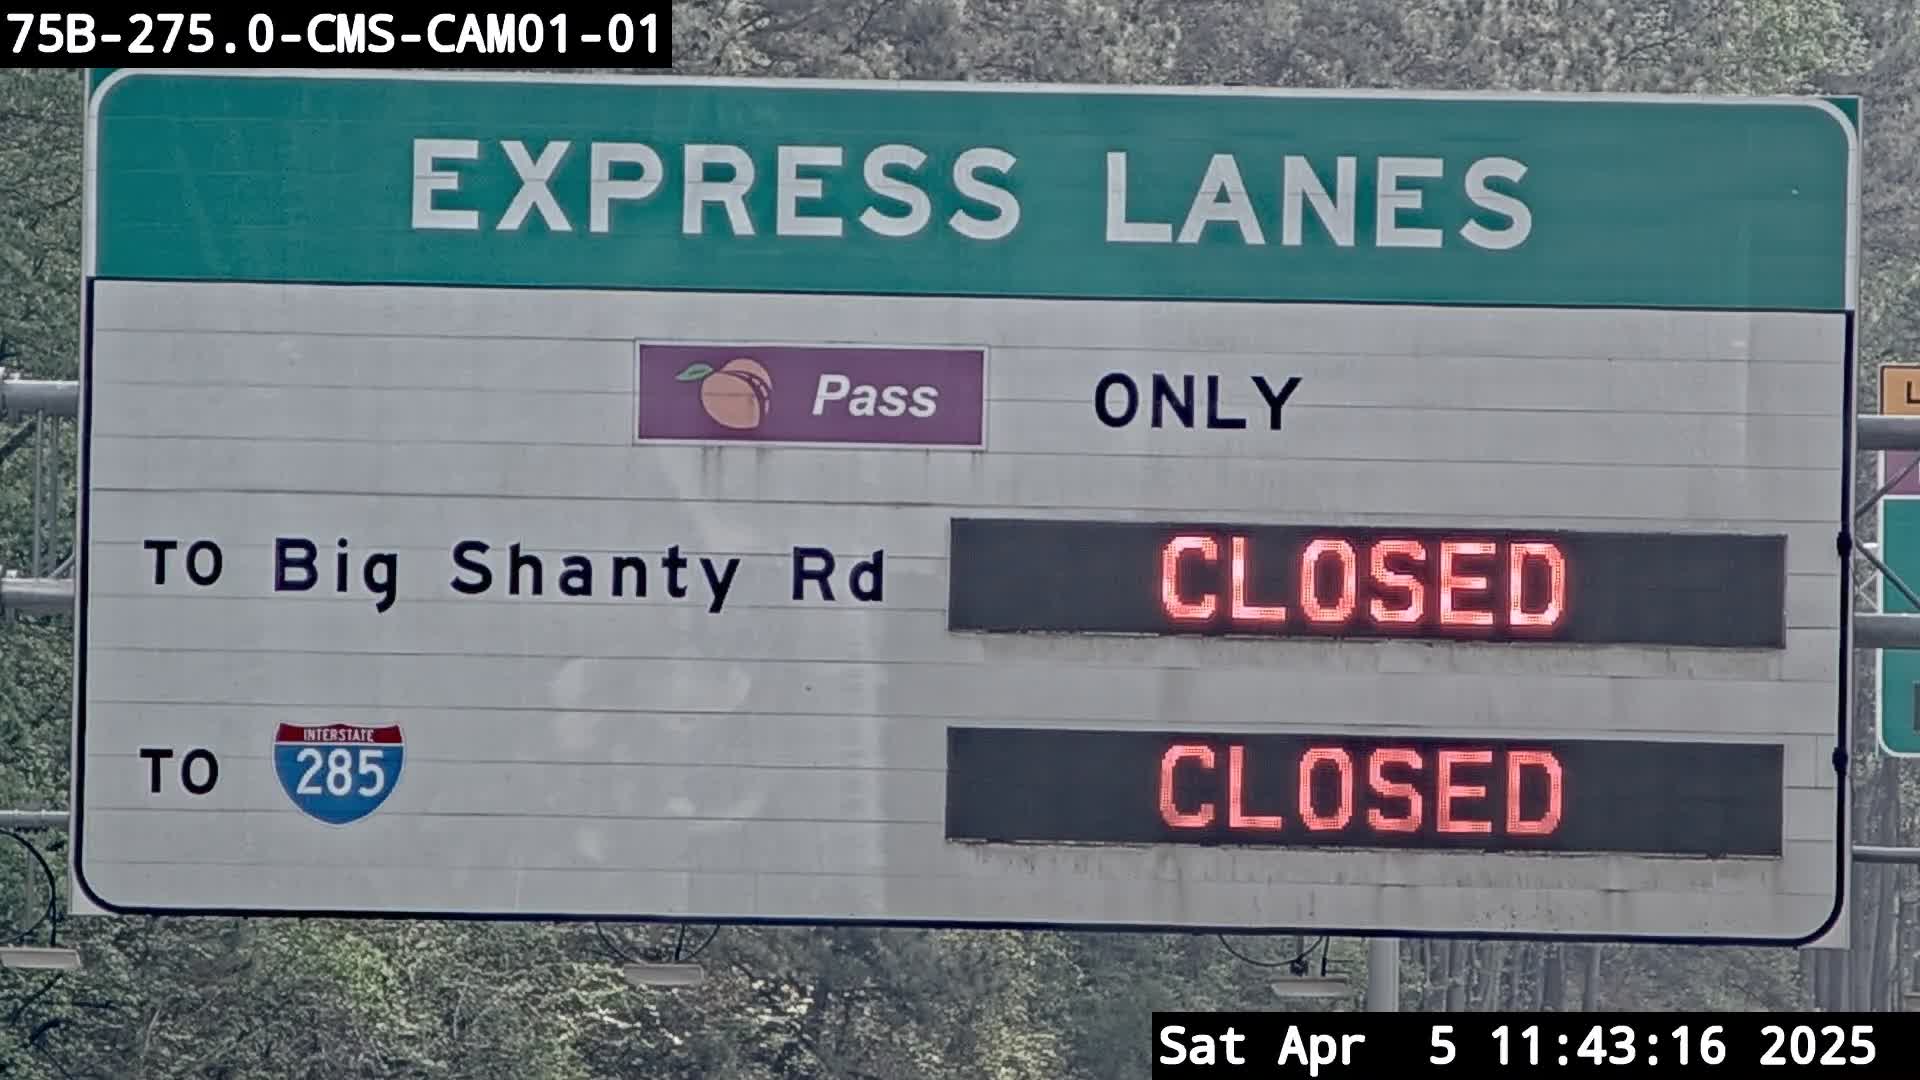 75B-275.0-CMS-CAM01-01
EXPRESS LANES
Pass ONLY
TO Big Shanty Rd CLOSED
TO INTERSTATE 285 CLOSED
Sat Apr 5 11:43:16 2025